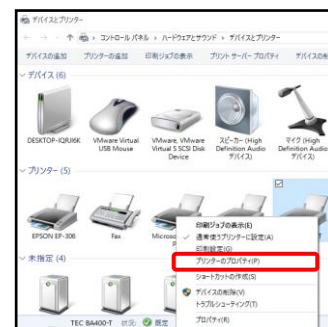 デバイスとプリンター
コントロール パネル › ハードウェアとサウンド › デバイスとプリンター
デバイスの追加 プリンターの追加 印刷ジョブの表示 プリント サーバー プロパティ デバイスの削
デバイス (6)
DESKTOP-IQRJI6K
VMware Virtual USB Mouse
VMware, VMware Virtual S SCSI Disk Device
スピーカー (High Definition Audio デバイス)
マイク (High Definition Audio デバイス)
プリンター (5)
EPSON EP-306
Fax
印刷ジョブの表示(E)
通常使うプリンターに設定(A)
印刷設定(G)
プリンターのプロパティ(P)
ショートカットの作成(S)
デバイスの削除(V)
トラブルシューティング(T)
プロパティ(R)
未指定 (4)
TEC BA400-T 状況: 既定